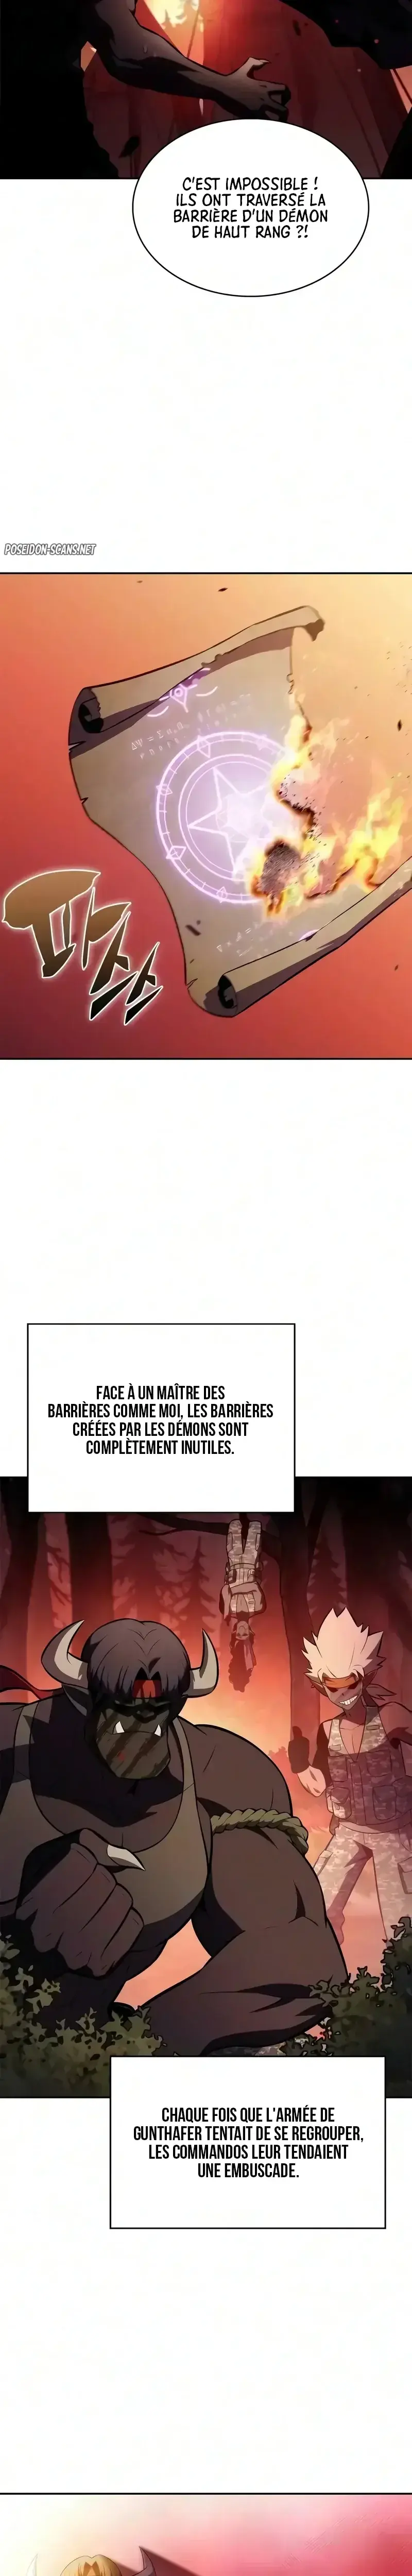 C'EST IMPOSSIBLE !
ILS ONT TRAVERSÉ LA
BARRIÈRE D'UN DÉMON
DE HAUT RANG ?!
POSEIDON-SCANS.NET
FACE À UN MAÎTRE DES
BARRIÈRES COMME MOI, LES BARRIÈRES
CRÉÉES PAR LES DÉMONS SONT
COMPLÈTEMENT INUTILES.
CHAQUE FOIS QUE L'ARMÉE DE
GUNTHAFER TENTAIT DE SE REGROUPER,
LES COMMANDOS LEUR TENDAIENT
UNE EMBUSCADE.